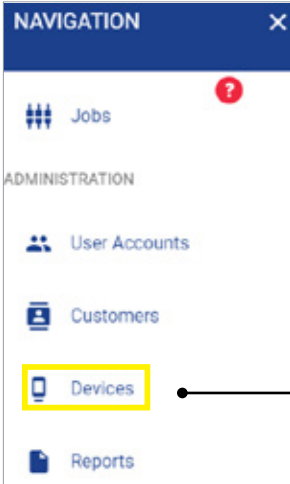 NAVIGATION
?
Jobs
ADMINISTRATION
User Accounts
Customers
Devices
Reports